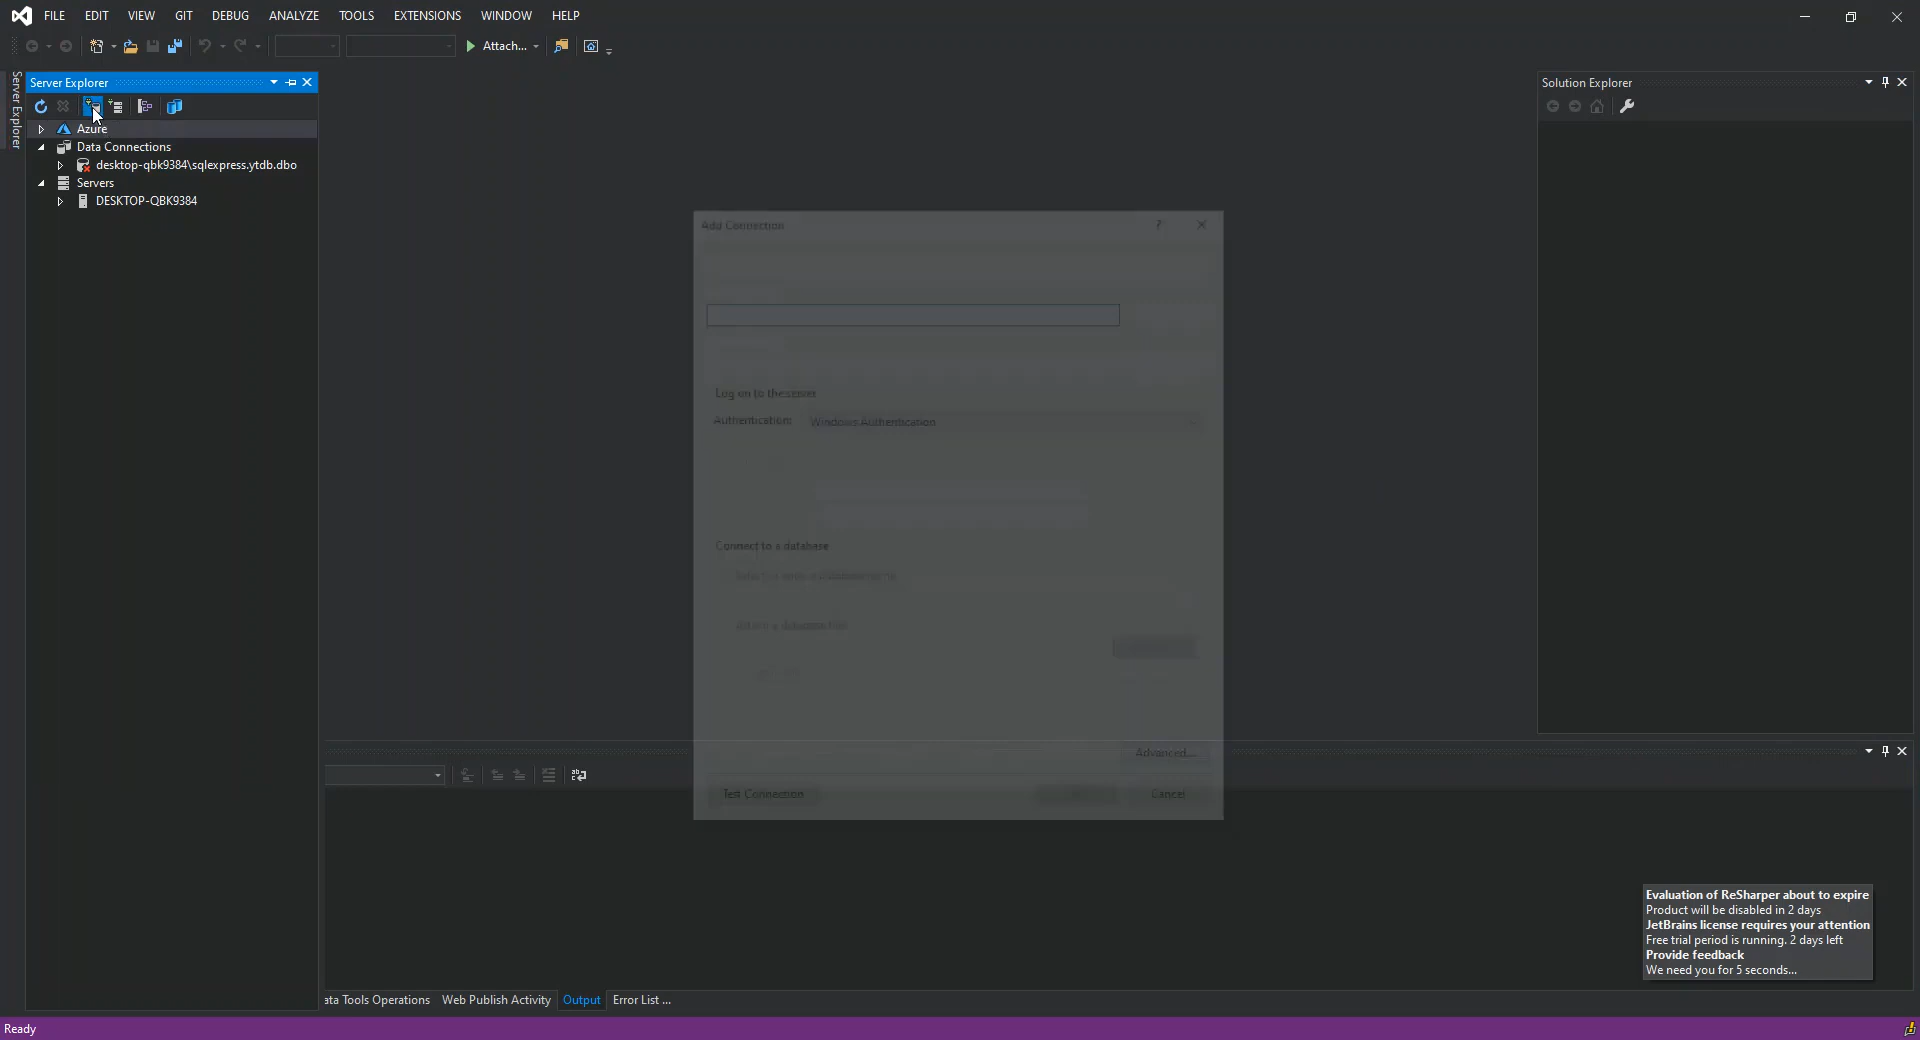 FILE EDIT VIEW GIT DEBUG ANALYZE TOOLS EXTENSIONS WINDOW HELP
Attach...
Server Explorer
Server Explorer
Azure
Data Connections
desktop-qbk9384\sqlexpress.ytdb.dbo
Servers
DESKTOP-QBK9384
Add Connection
Log on to the server
Authentication: Windows Authentication
Connect to a database
Advanced...
Test Connection Cancel
Solution Explorer
Evaluation of ReSharper about to expire
Product will be disabled in 2 days
JetBrains license requires your attention
Free trial period is running. 2 days left
Provide feedback
We need you for 5 seconds...
ata Tools Operations Web Publish Activity Output Error List ...
Ready